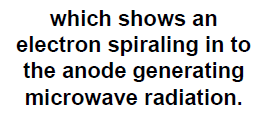 which shows an
electron spiraling in to
the anode generating
microwave radiation.